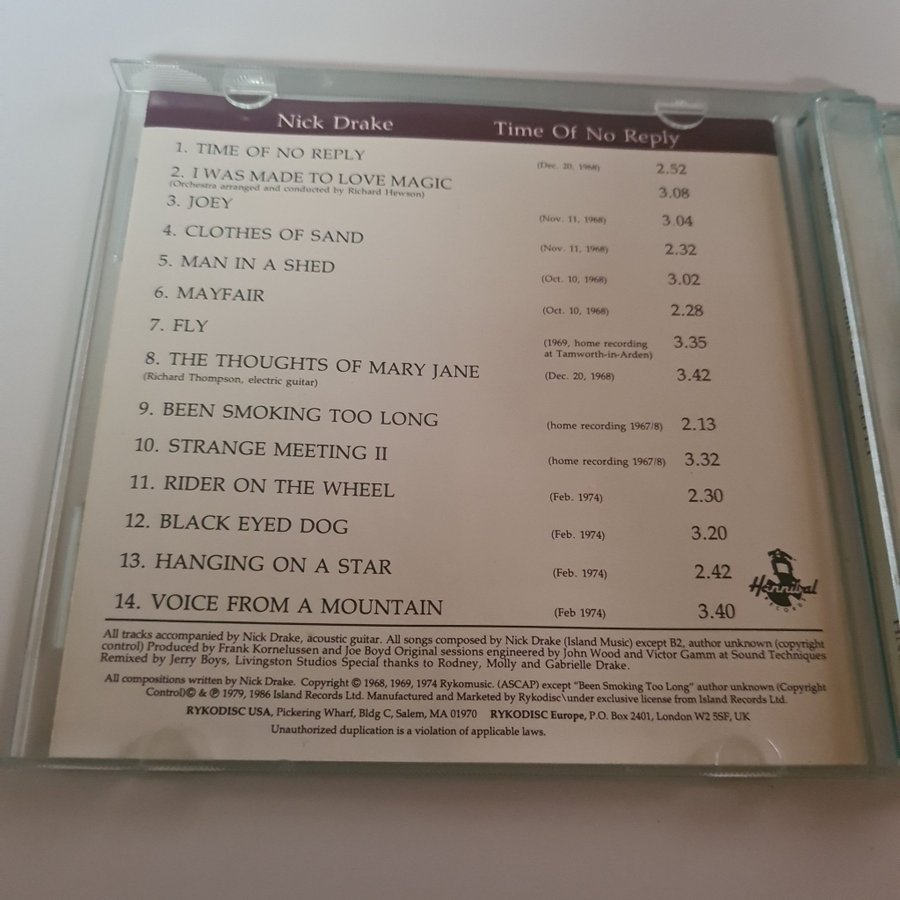 Nick Drake Time Of No Reply
1. TIME OF NO REPLY (Dec. 20, 1968) 2.52
2. I WAS MADE TO LOVE MAGIC 3.08
(Orchestra arranged and conducted by Richard Hewson)
3. JOEY (Nov. 11, 1968) 3.04
4. CLOTHES OF SAND (Nov. 11, 1968) 2.32
5. MAN IN A SHED (Oct. 10, 1968) 3.02
6. MAYFAIR (Oct. 10, 1968) 2.28
7. FLY (1969, home recording 3.35
at Tamworth-in-Arden)
8. THE THOUGHTS OF MARY JANE (Dec. 20, 1968) 3.42
(Richard Thompson, electric guitar)
9. BEEN SMOKING TOO LONG (home recording 1967/8) 2.13
10. STRANGE MEETING II (home recording 1967/8) 3.32
11. RIDER ON THE WHEEL (Feb. 1974) 2.30
12. BLACK EYED DOG (Feb. 1974) 3.20
13. HANGING ON A STAR (Feb. 1974) 2.42
Hannibal
RECORDS
14. VOICE FROM A MOUNTAIN (Feb 1974) 3.40
All tracks accompanied by Nick Drake, acoustic guitar. All songs composed by Nick Drake (Island Music) except B2, author unknown (copyright
control) Produced by Frank Kornelussen and Joe Boyd Original sessions engineered by John Wood and Victor Gamm at Sound Techniques
Remixed by Jerry Boys, Livingston Studios Special thanks to Rodney, Molly and Gabrielle Drake.
All compositions written by Nick Drake. Copyright © 1968, 1969, 1974 Rykomusic. (ASCAP) except "Been Smoking Too Long" author unknown (Copyright
Control)© & ℗ 1979, 1986 Island Records Ltd. Manufactured and Marketed by Rykodisc\under exclusive license from Island Records Ltd.
RYKODISC USA, Pickering Wharf, Bldg C, Salem, MA 01970 RYKODISC Europe, P.O. Box 2401, London W2 5SF, UK
Unauthorized duplication is a violation of applicable laws.